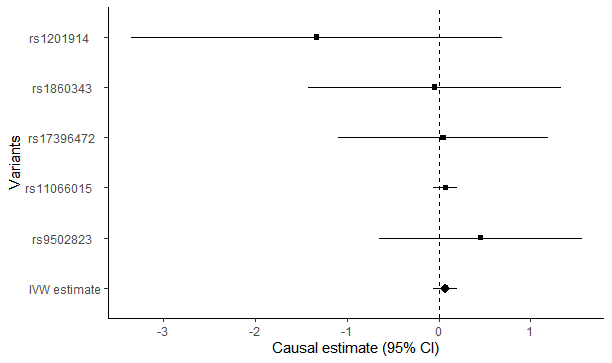 Variants
rs1201914
rs1860343
rs17396472
rs11066015
rs9502823
IVW estimate
-3 -2 -1 0 1
Causal estimate (95% CI)